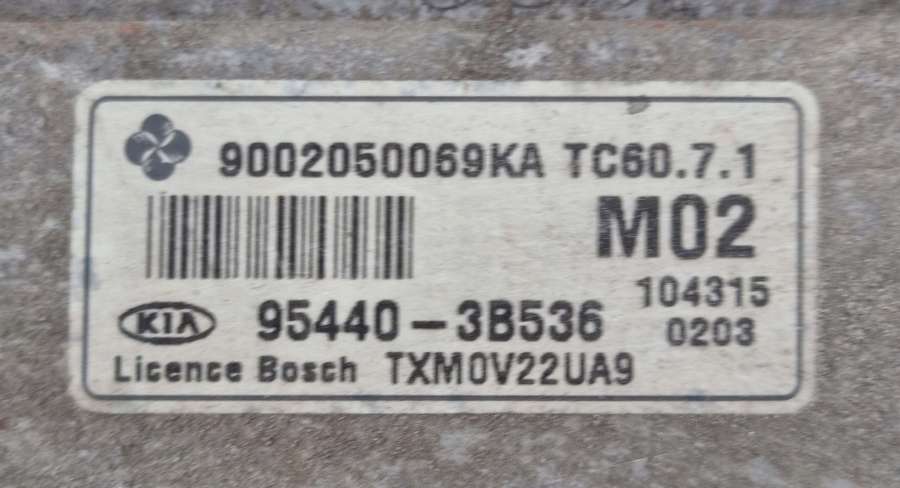 9002050069KA TC60.7.1
M02
104315
KIA 95440-3B536
0203
Licence Bosch TXM0V22UA9